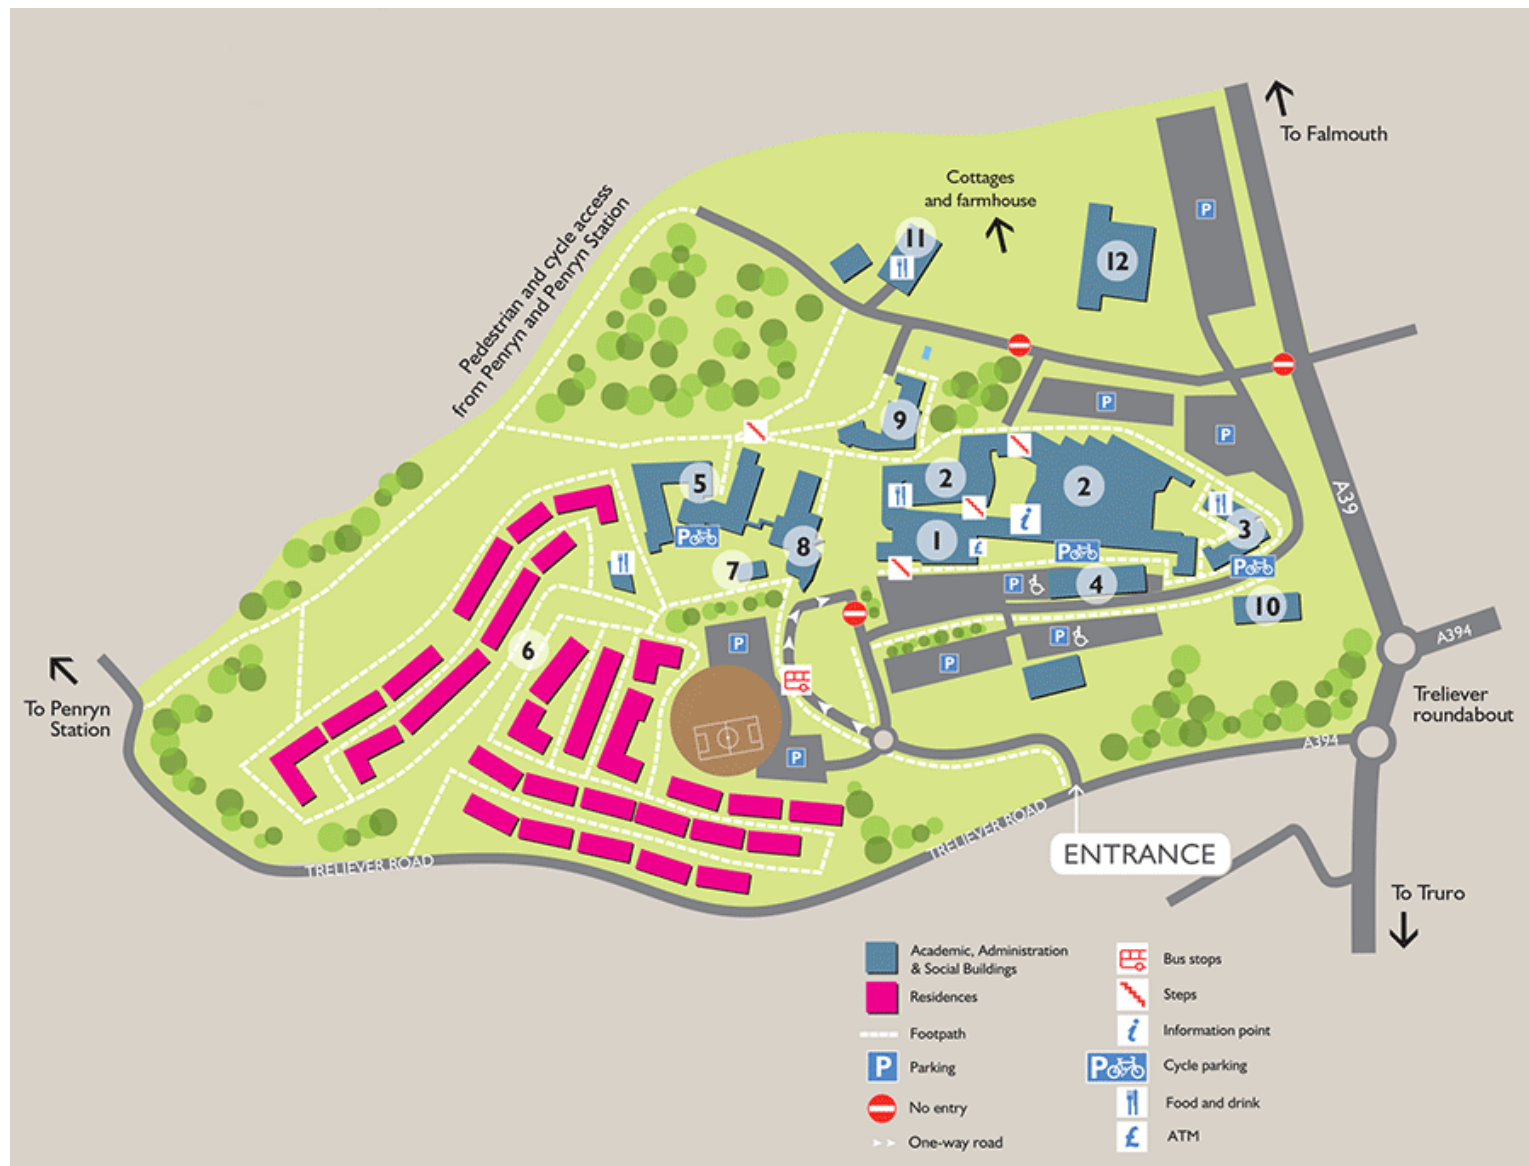 To Falmouth
Cottages
and farmhouse
Pedestrian and cycle access
from Penryn and Penryn Station
P
11
12
P
P
9
A39
2
2
5
i
3
P
1
£
P
8
7
P
4
P
10
6
P
P
P
A394
To Penryn
Station
Treliever
roundabout
P
A394
TRELIEVER ROAD
ENTRANCE
TRELIEVER ROAD
To Truro
Academic, Administration
& Social Buildings
Residences
Footpath
P Parking
No entry
One-way road
Bus stops
Steps
i Information point
P Cycle parking
Food and drink
£ ATM